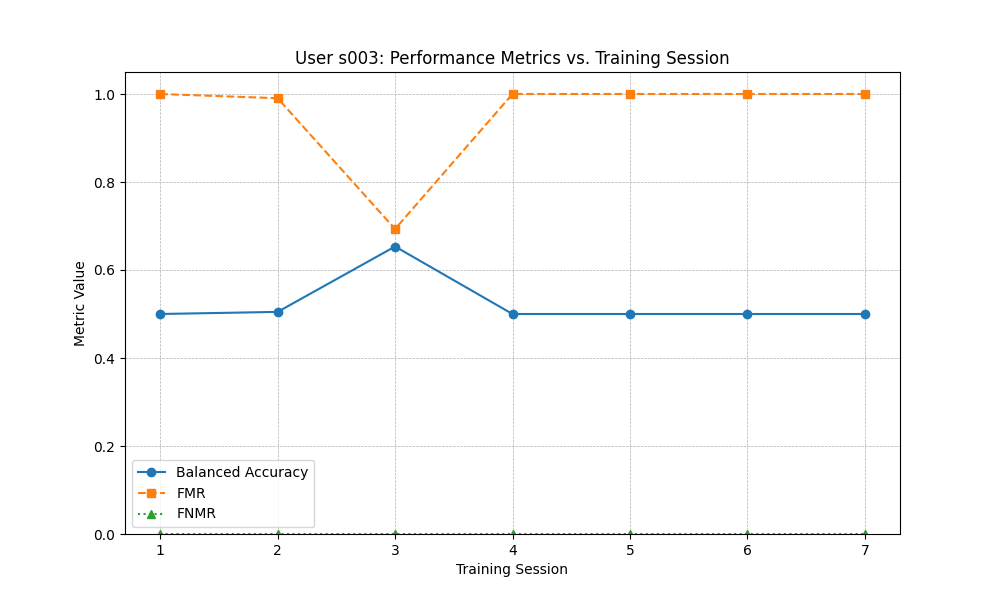 User s003: Performance Metrics vs. Training Session
Metric Value
1.0
0.8
0.6
0.4
0.2
0.0
Balanced Accuracy
FMR
FNMR
1 2 3 4 5 6 7
Training Session